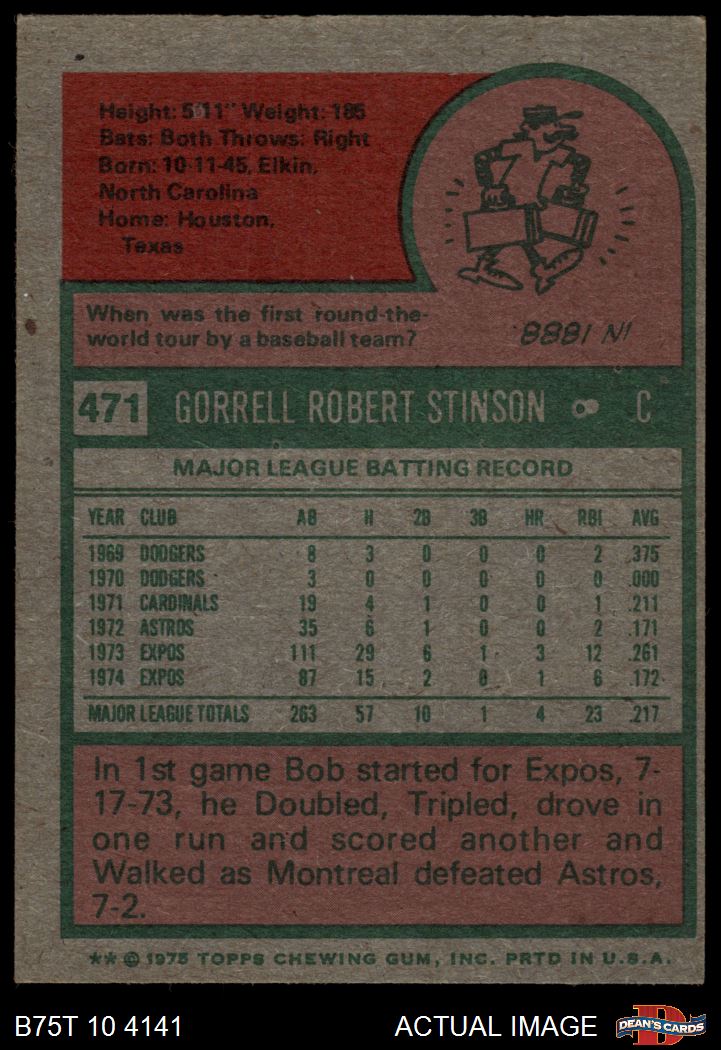 Height: 5'11" Weight: 185
Bats: Both Throws: Right
Born: 10-11-45, Elkin,
North Carolina
Home: Houston,
Texas
When was the first round-the-
world tour by a baseball team?
IN 1888.
471 GORRELL ROBERT STINSON C
MAJOR LEAGUE BATTING RECORD
YEAR CLUB AB H 2B 3B HR RBI AVG
1969 DODGERS 8 3 0 0 0 2 .375
1970 DODGERS 3 0 0 0 0 0 .000
1971 CARDINALS 19 4 1 0 0 1 .211
1972 ASTROS 35 6 1 0 0 2 .171
1973 EXPOS 111 29 6 1 3 12 .261
1974 EXPOS 87 15 2 0 1 6 .172
MAJOR LEAGUE TOTALS 263 57 10 1 4 23 .217
In 1st game Bob started for Expos, 7-
17-73, he Doubled, Tripled, drove in
one run and scored another and
Walked as Montreal defeated Astros,
7-2.
** © 1975 TOPPS CHEWING GUM, INC. PRTD IN U.S.A.
B75T 10 4141 ACTUAL IMAGE DEAN'S CARDS